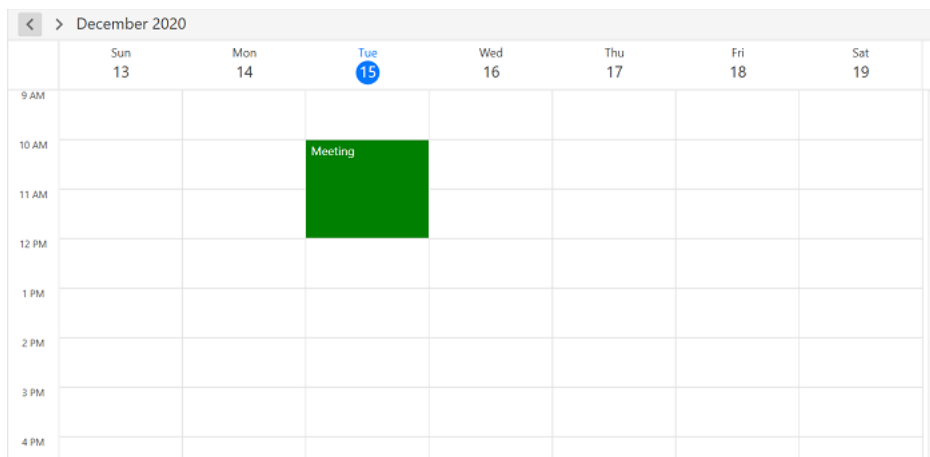 December 2020
Sun Mon Tue Wed Thu Fri Sat
13 14 15 16 17 18 19
9 AM
10 AM
Meeting
11 AM
12 PM
1 PM
2 PM
3 PM
4 PM